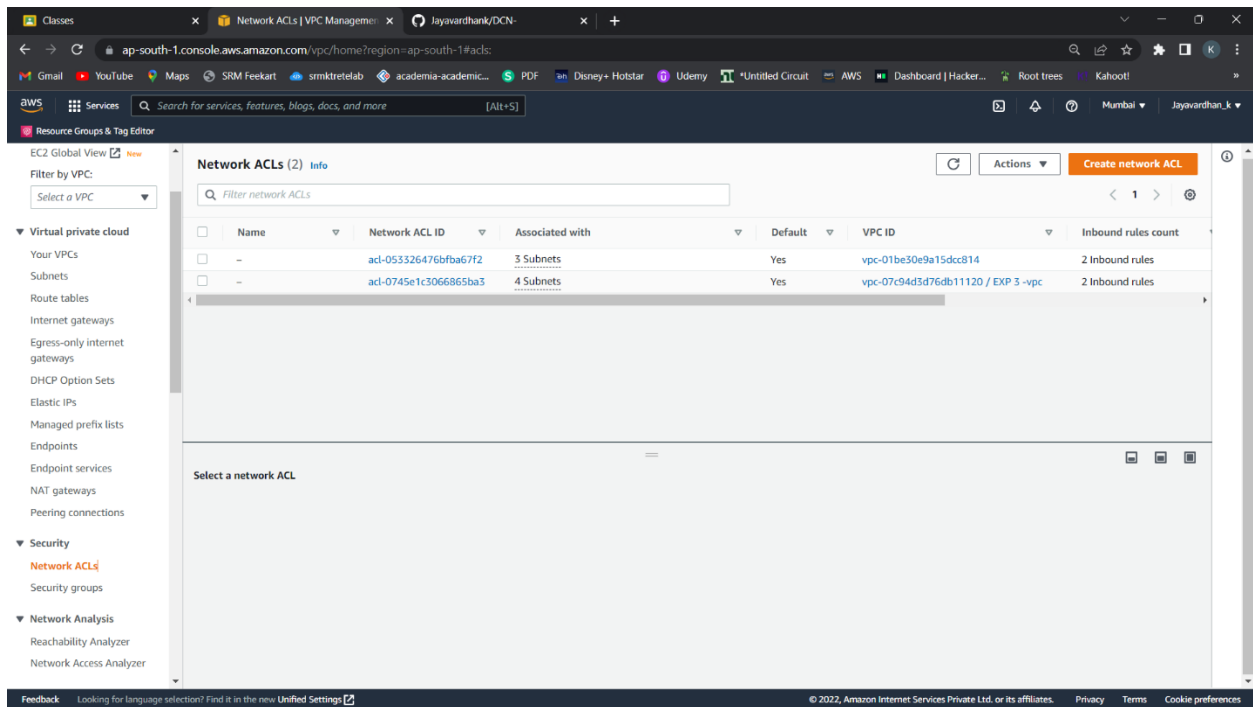 Classes
Network ACLs | VPC Managemen
Jayavardhank/DCN-
ap-south-1.console.aws.amazon.com/vpc/home?region=ap-south-1#acls:
K
Gmail YouTube Maps SRM Feekart srmktretelab academia-academic... PDF Disney+ Hotstar Udemy *Untitled Circuit AWS Dashboard | Hacker... Root trees Kahoot! »
aws Services Search for services, features, blogs, docs, and more [Alt+S] Mumbai Jayavardhan_k
Resource Groups & Tag Editor
EC2 Global View New
Filter by VPC:
Select a VPC
Virtual private cloud
Your VPCs
Subnets
Route tables
Internet gateways
Egress-only internet
gateways
DHCP Option Sets
Elastic IPs
Managed prefix lists
Endpoints
Endpoint services
NAT gateways
Peering connections
Security
Network ACLs
Security groups
Network Analysis
Reachability Analyzer
Network Access Analyzer
Network ACLs (2) Info
Actions Create network ACL
Filter network ACLs
1
Name Network ACL ID Associated with Default VPC ID Inbound rules count
– acl-053326476bfba67f2 3 Subnets Yes vpc-01be30e9a15dcc814 2 Inbound rules
– acl-0745e1c3066865ba3 4 Subnets Yes vpc-07c94d3d76db11120 / EXP 3 -vpc 2 Inbound rules
Select a network ACL
Feedback Looking for language selection? Find it in the new Unified Settings © 2022, Amazon Internet Services Private Ltd. or its affiliates. Privacy Terms Cookie preferences